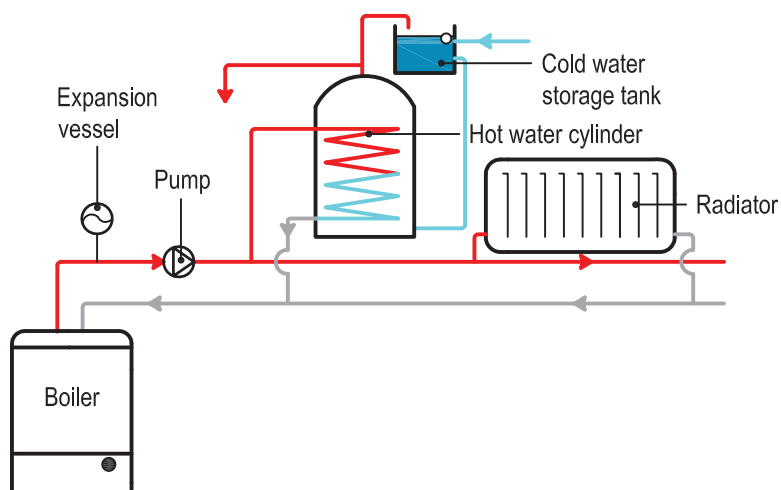 Cold water
storage tank
Expansion
vessel
Hot water cylinder
Pump
Radiator
Boiler